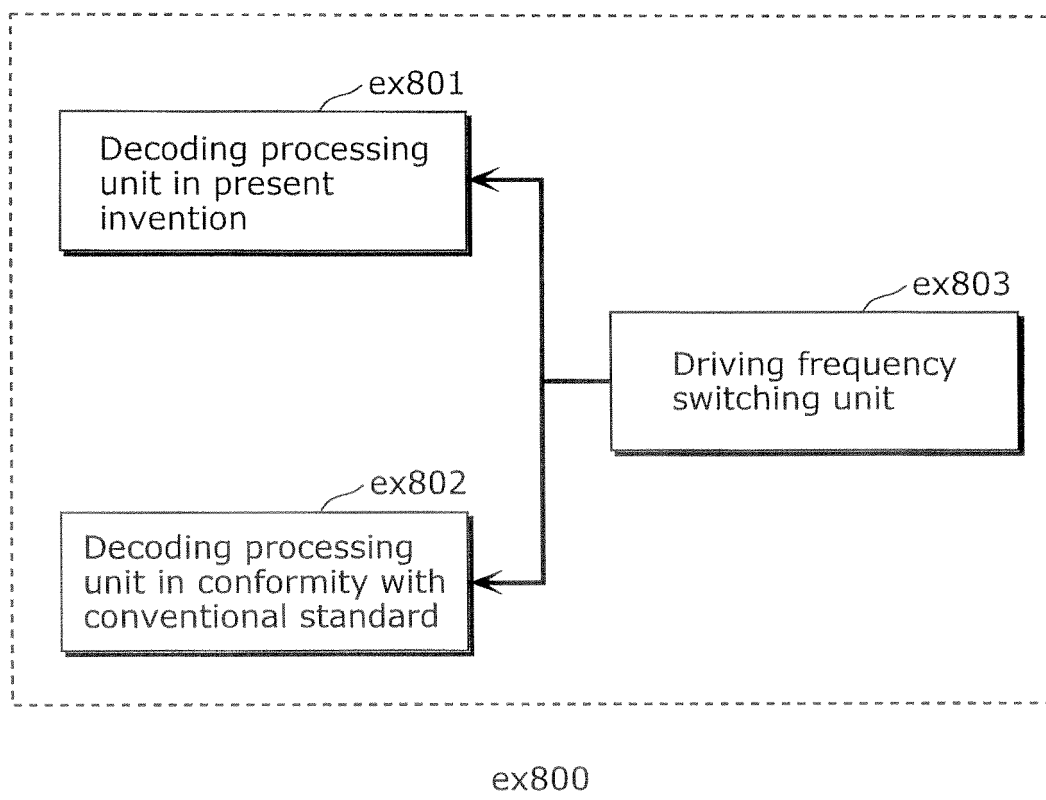 ex801
Decoding processing
unit in present
invention
ex803
Driving frequency
switching unit
ex802
Decoding processing
unit in conformity with
conventional standard
ex800